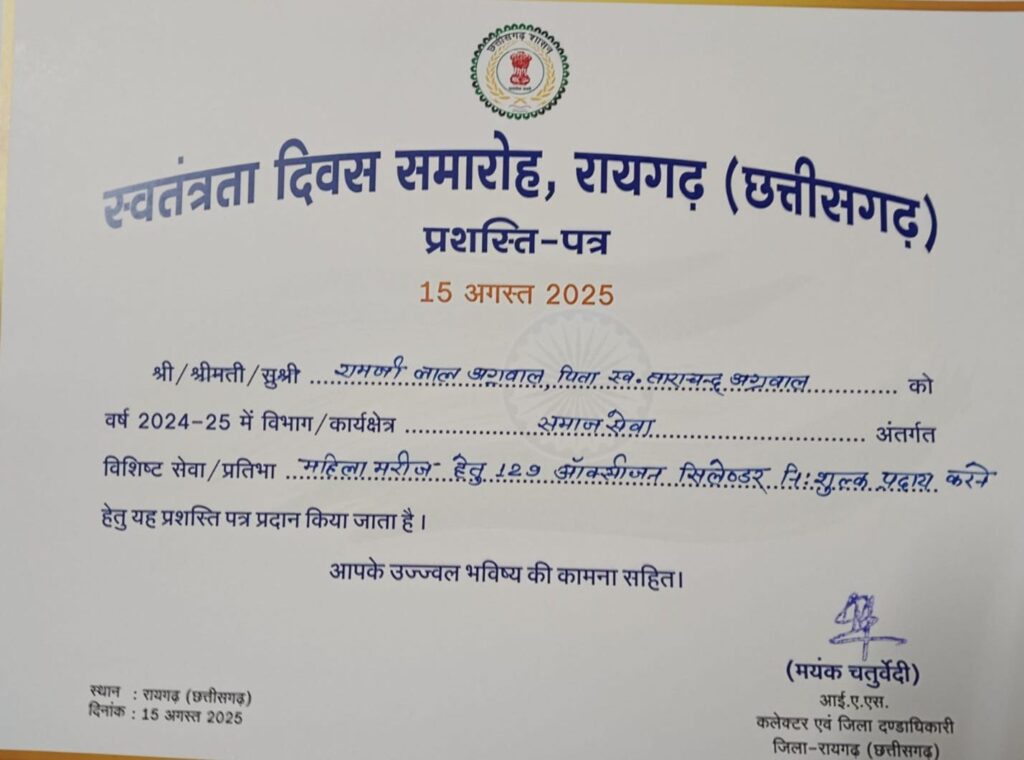 छत्तीसगढ़ शासन
स्वतंत्रता दिवस समारोह, रायगढ़ (छत्तीसगढ़)
प्रशस्ति-पत्र
15 अगस्त 2025
श्री/श्रीमती/सुश्री रामजी लाल अग्रवाल, पिता स्व. ताराचन्द्र अग्रवाल को
वर्ष 2024-25 में विभाग/कार्यक्षेत्र समाज सेवा अंतर्गत
विशिष्ट सेवा/प्रतिभा महिला मरीज हेतु 129 ऑक्सीजन सिलेण्डर नि:शुल्क प्रदाय करने
हेतु यह प्रशस्ति पत्र प्रदान किया जाता है।
आपके उज्ज्वल भविष्य की कामना सहित।
(मयंक चतुर्वेदी)
आई.ए.एस.
कलेक्टर एवं जिला दण्डाधिकारी
जिला-रायगढ़ (छत्तीसगढ़)
स्थान : रायगढ़ (छत्तीसगढ़)
दिनांक : 15 अगस्त 2025